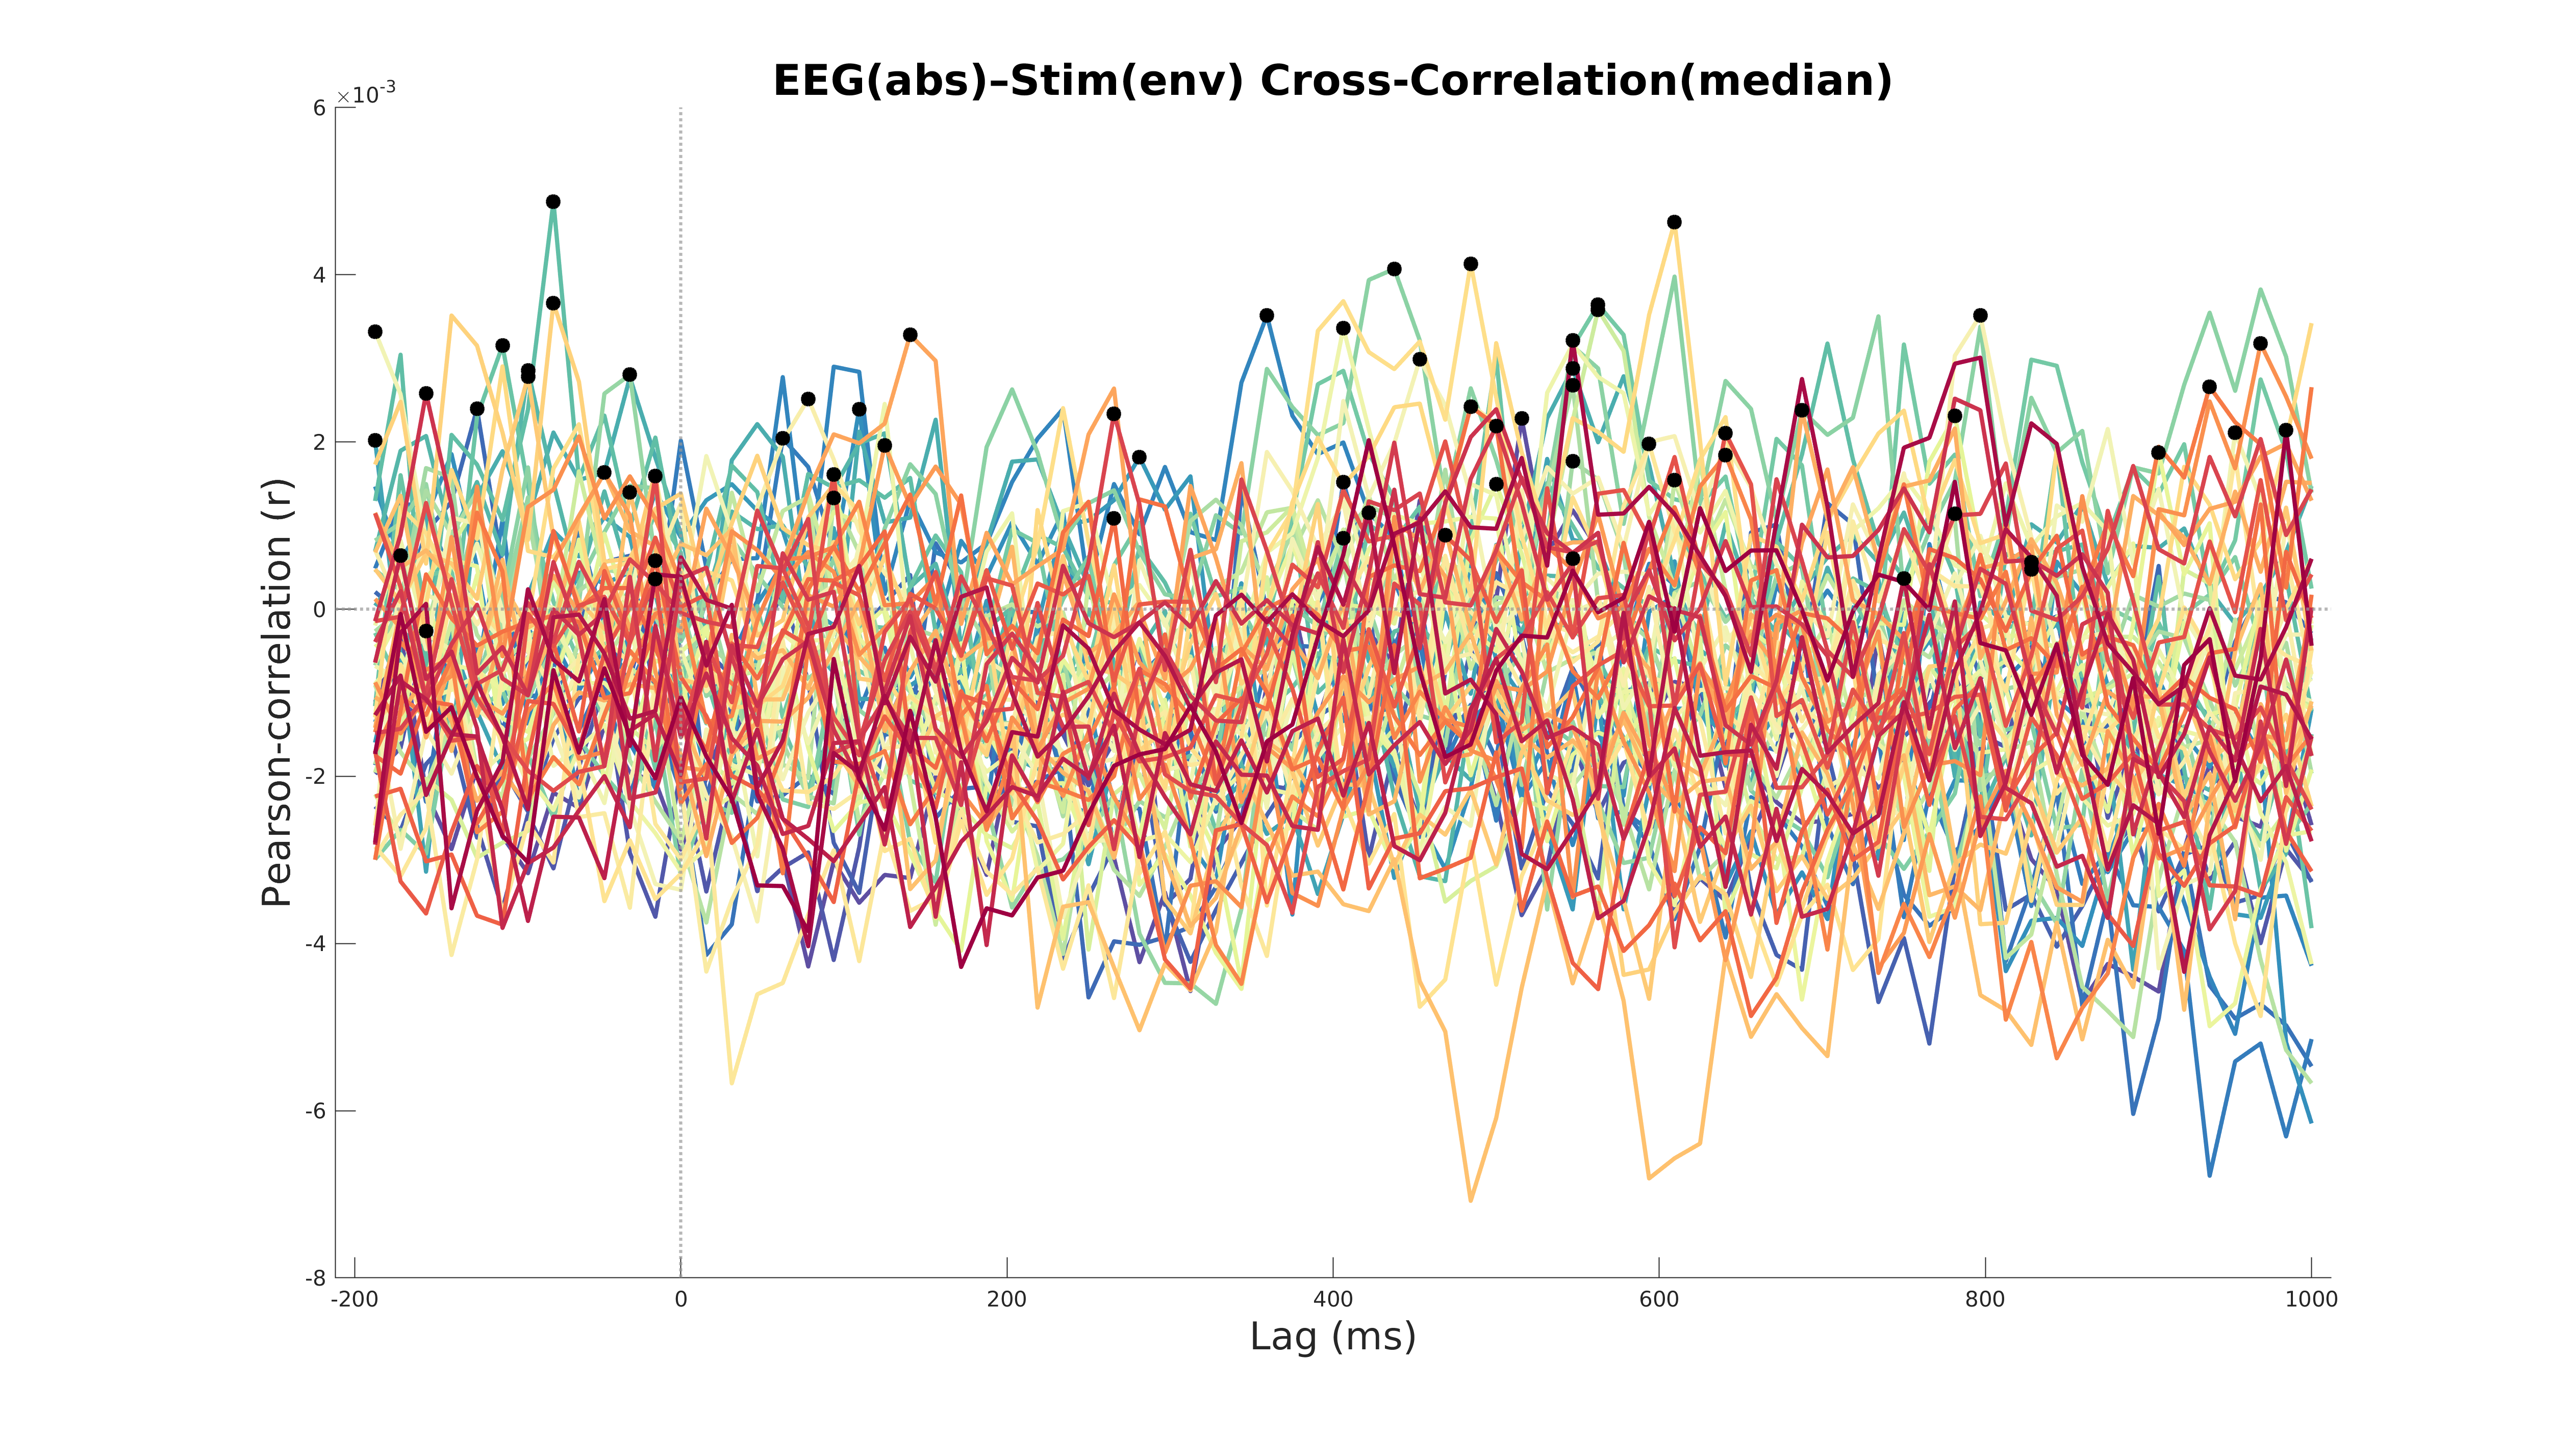 EEG(abs)–Stim(env) Cross-Correlation(median)
×10-3
6
4
2
0
-2
-4
-6
-8
Pearson-correlation (r)
-200 0 200 400 600 800 1000
Lag (ms)